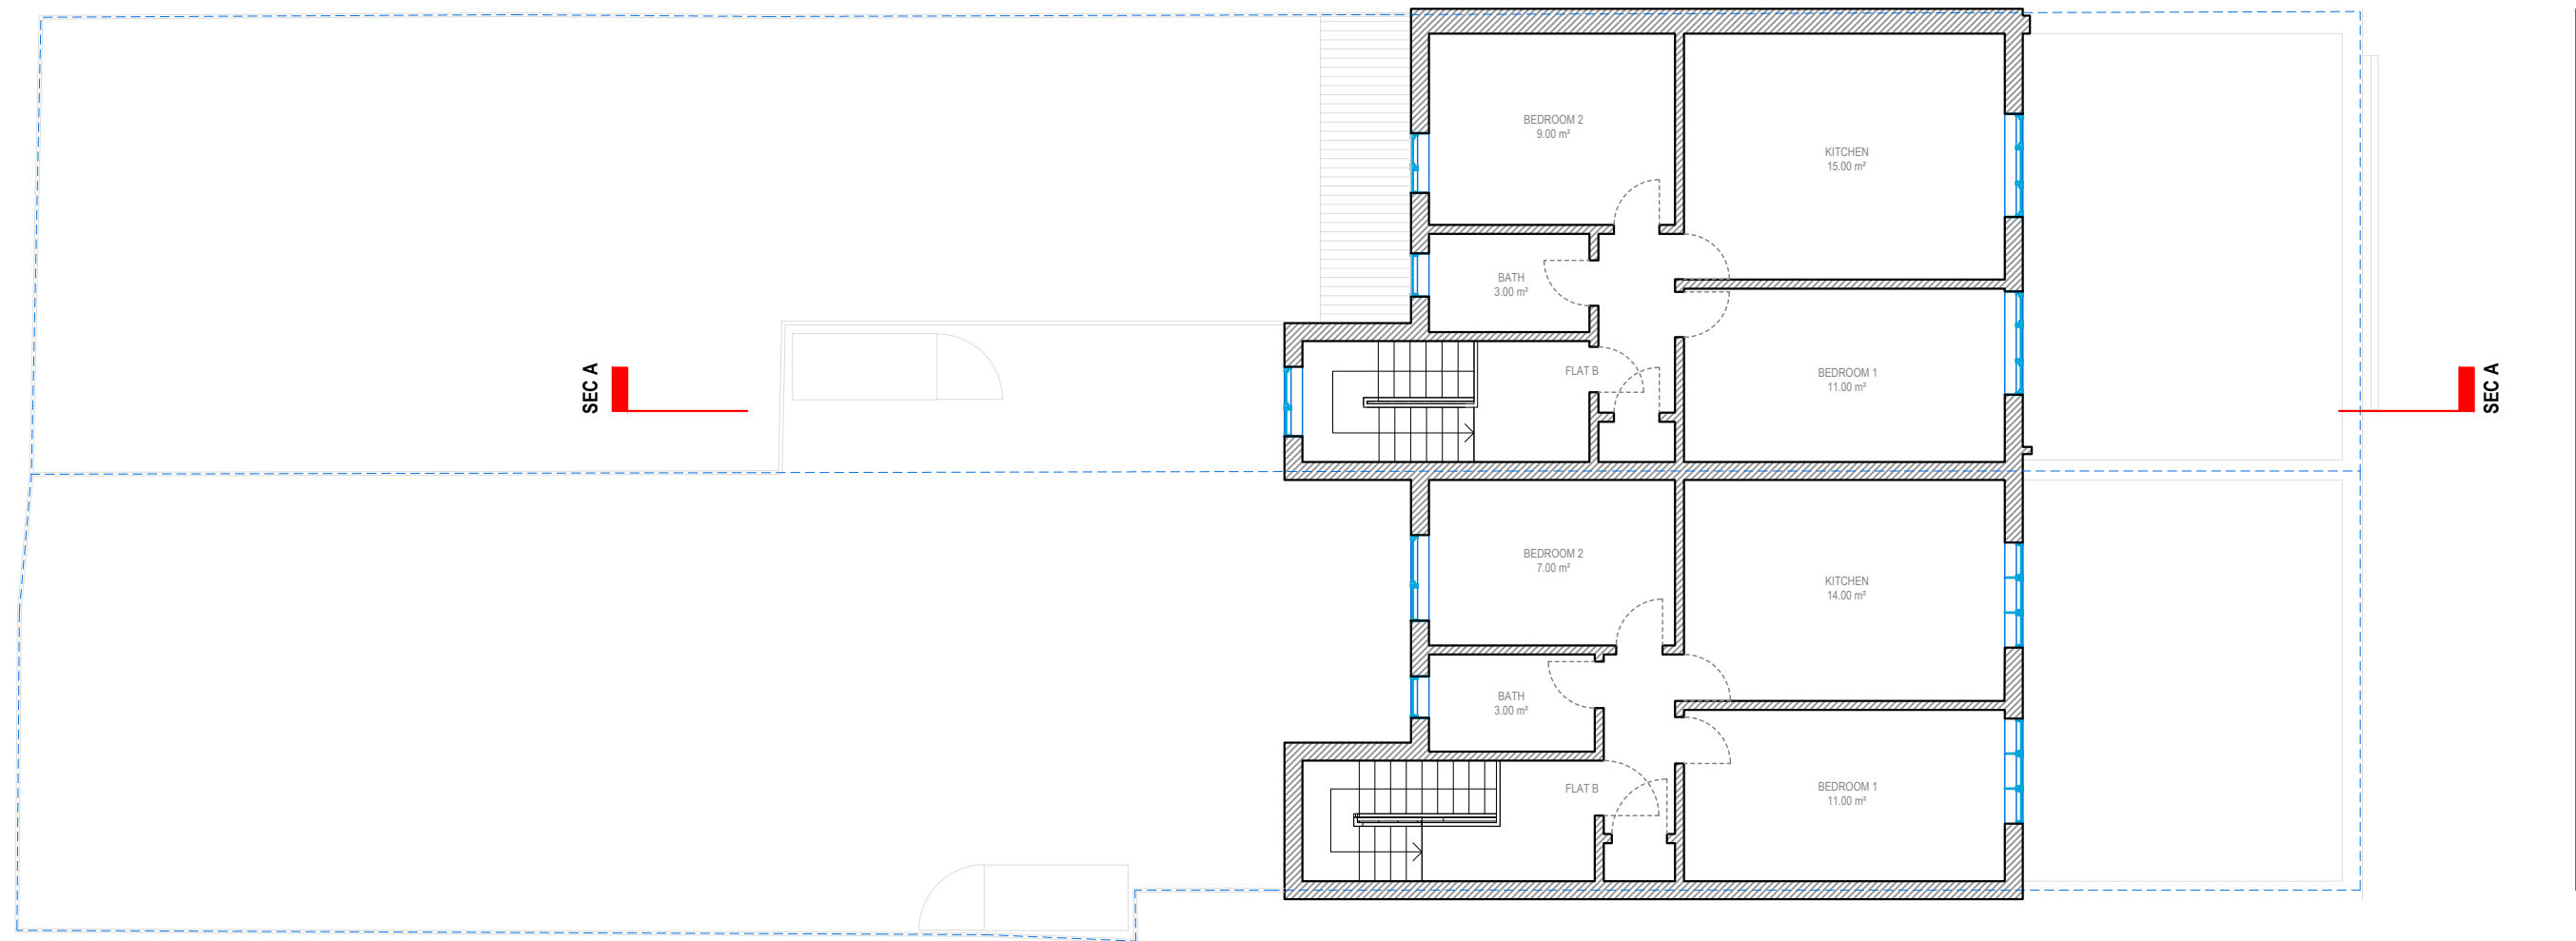 BEDROOM 2
9.00 m²
KITCHEN
15.00 m²
BATH
3.00 m²
SEC A
FLAT B
BEDROOM 1
11.00 m²
SEC A
BEDROOM 2
7.00 m²
KITCHEN
14.00 m²
BATH
3.00 m²
FLAT B
BEDROOM 1
11.00 m²